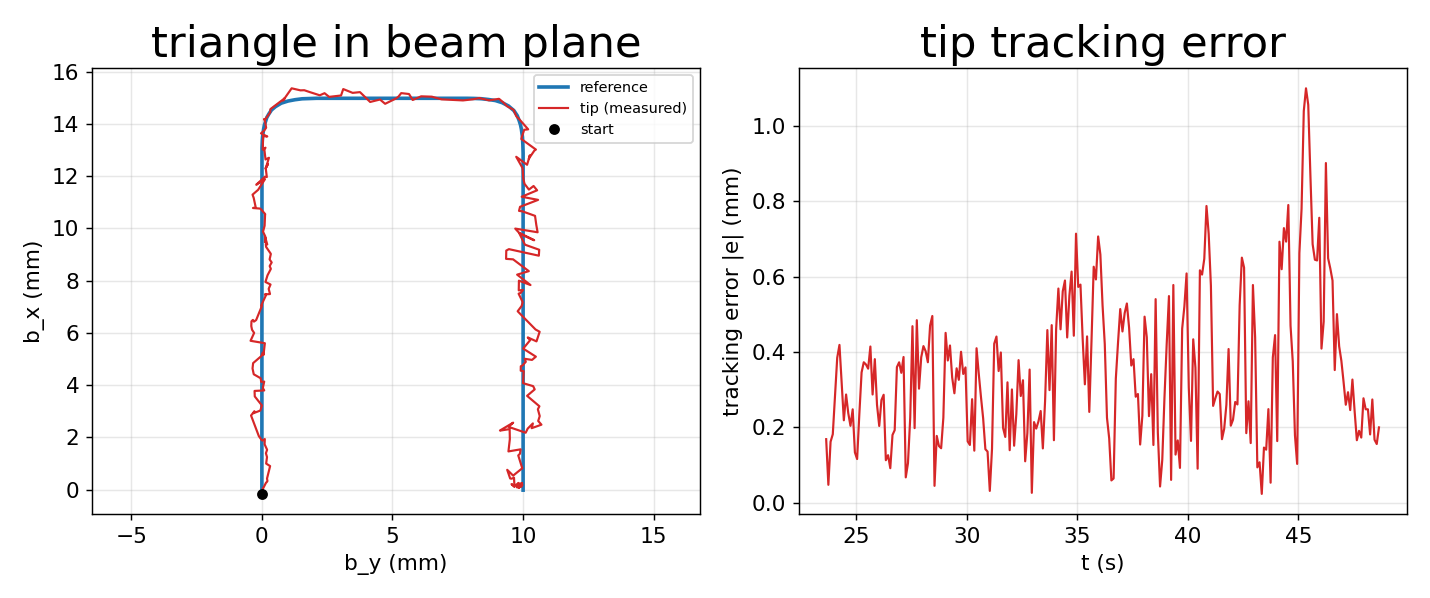 triangle in beam plane
16
14
12
10
8
6
4
2
0
b_x (mm)
reference
tip (measured)
start
−5
0
5
10
15
b_y (mm)
tip tracking error
1.0
0.8
0.6
0.4
0.2
0.0
tracking error |e| (mm)
25
30
35
40
45
t (s)